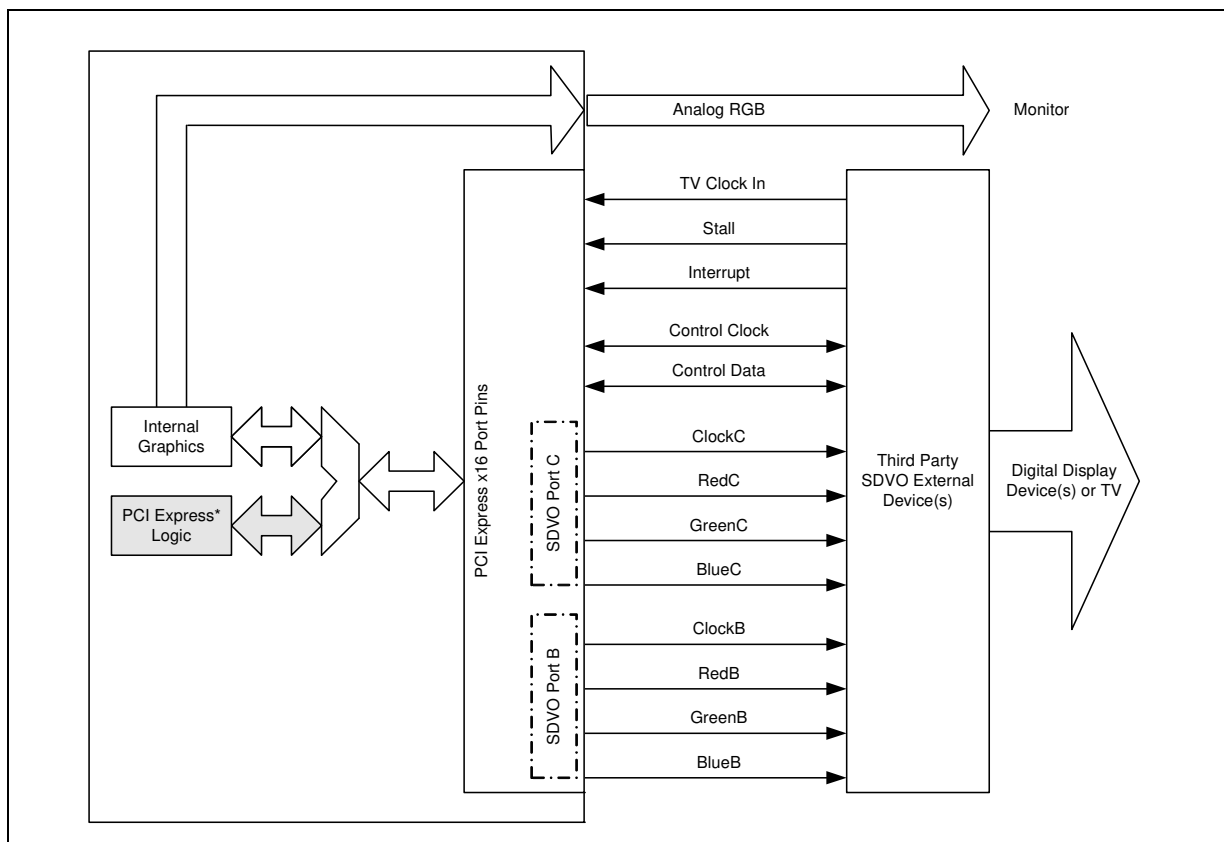 Analog RGB
Monitor
TV Clock In
Stall
Interrupt
Control Clock
Control Data
PCI Express x16 Port Pins
Internal
Graphics
PCI Express*
Logic
SDVO Port C
ClockC
RedC
GreenC
BlueC
Third Party
SDVO External
Device(s)
Digital Display
Device(s) or TV
SDVO Port B
ClockB
RedB
GreenB
BlueB